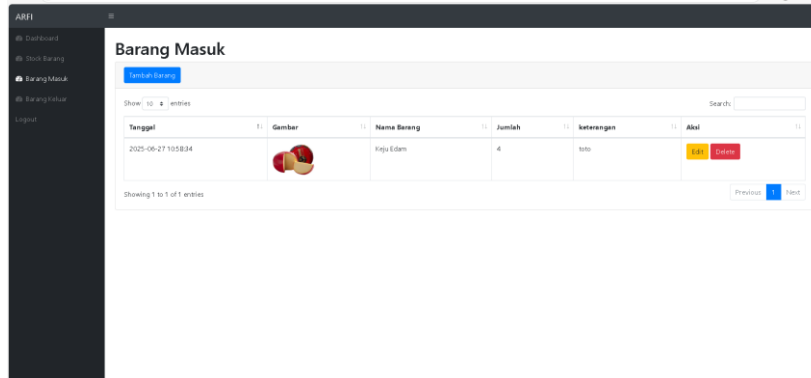 ARFI
Dashboard
Stock Barang
Barang Masuk
Barang Keluar
Logout
Barang Masuk
Tambah Barang
Show 10 entries
Search:
Tanggal Gambar Nama Barang Jumlah keterangan Aksi
2025-06-27 10:58:34 Keju Edam 4 toto Edit Delete
Showing 1 to 1 of 1 entries
Previous 1 Next